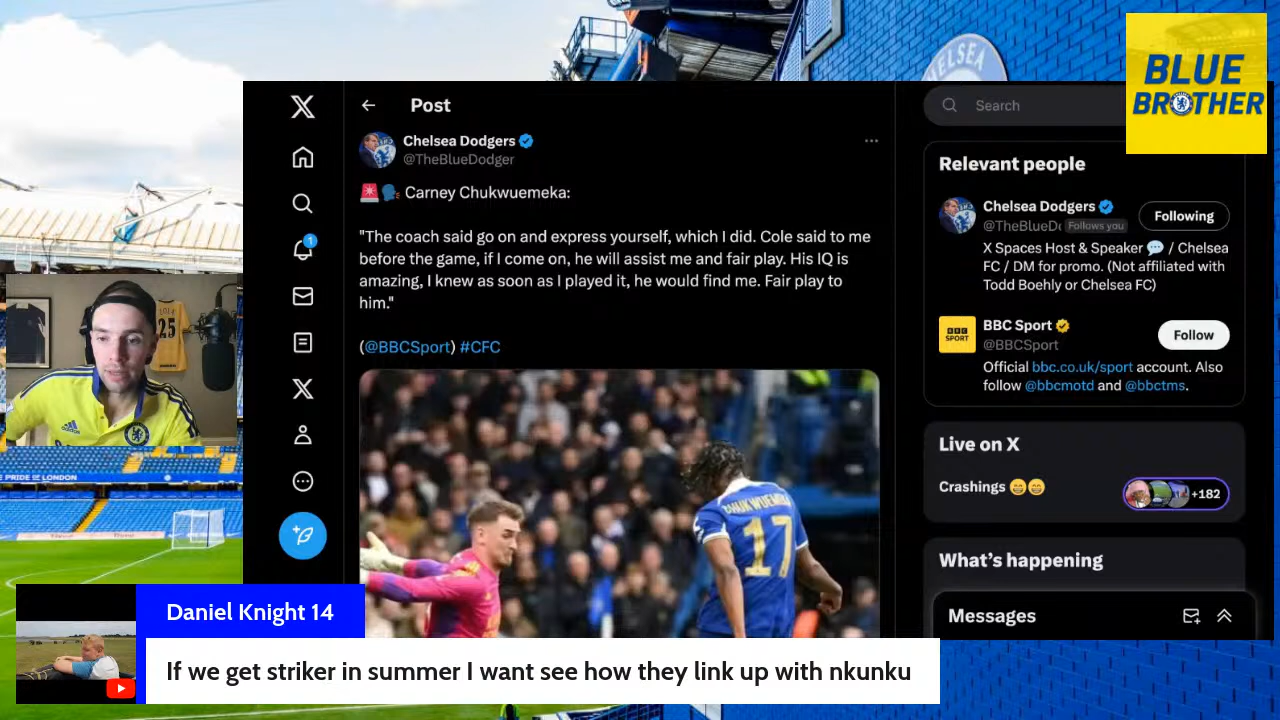 CHELSEA
BLUE
BROTHER
Post
Search
Chelsea Dodgers
@TheBlueDodger
🚨🗣️ Carney Chukwuemeka:
"The coach said go on and express yourself, which I did. Cole said to me
before the game, if I come on, he will assist me and fair play. His IQ is
amazing, I knew as soon as I played it, he would find me. Fair play to
him."
(@BBCSport) #CFC
1
Relevant people
Chelsea Dodgers
@TheBlueDo Follows you
Following
X Spaces Host & Speaker 💬 / Chelsea
FC / DM for promo. (Not affiliated with
Todd Boehly or Chelsea FC)
BBC Sport
@BBCSport
Follow
BBC
SPORT
Official bbc.co.uk/sport account. Also
follow @bbcmotd and @bbctms.
Live on X
Crashings 😁😁
+182
What's happening
Messages
25
CHUKWUEMEKA
17
adidas
PRIDE OF LONDON
Daniel Knight 14
If we get striker in summer I want see how they link up with nkunku